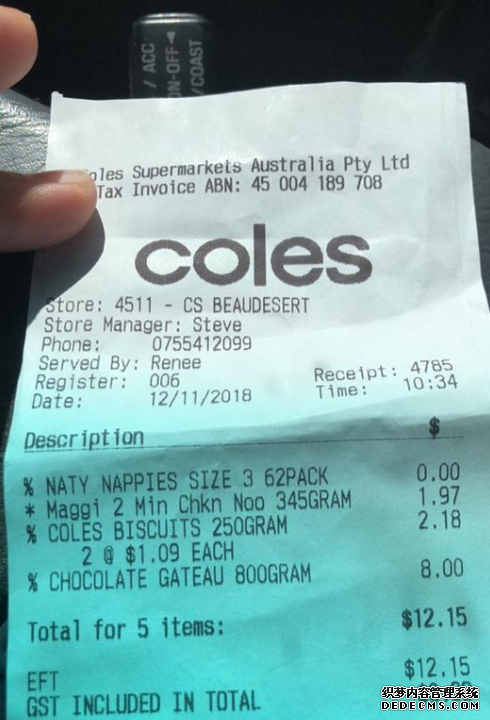 / ACC
ON-OFF
/COAST
oles Supermarkets Australia Pty Ltd
Tax Invoice ABN: 45 004 189 708
coles
Store: 4511 - CS BEAUDESERT
Store Manager: Steve
Phone: 0755412099
Served By: Renee
Register: 006 Receipt: 4785
Date: 12/11/2018 Time: 10:34
Description $
% NATY NAPPIES SIZE 3 62PACK 0.00
* Maggi 2 Min Chkn Noo 345GRAM 1.97
% COLES BISCUITS 250GRAM 2.18
2 @ $1.09 EACH
% CHOCOLATE GATEAU 800GRAM 8.00
Total for 5 items: $12.15
EFT $12.15
GST INCLUDED IN TOTAL
织梦内容管理系统
DEDECMS.COM